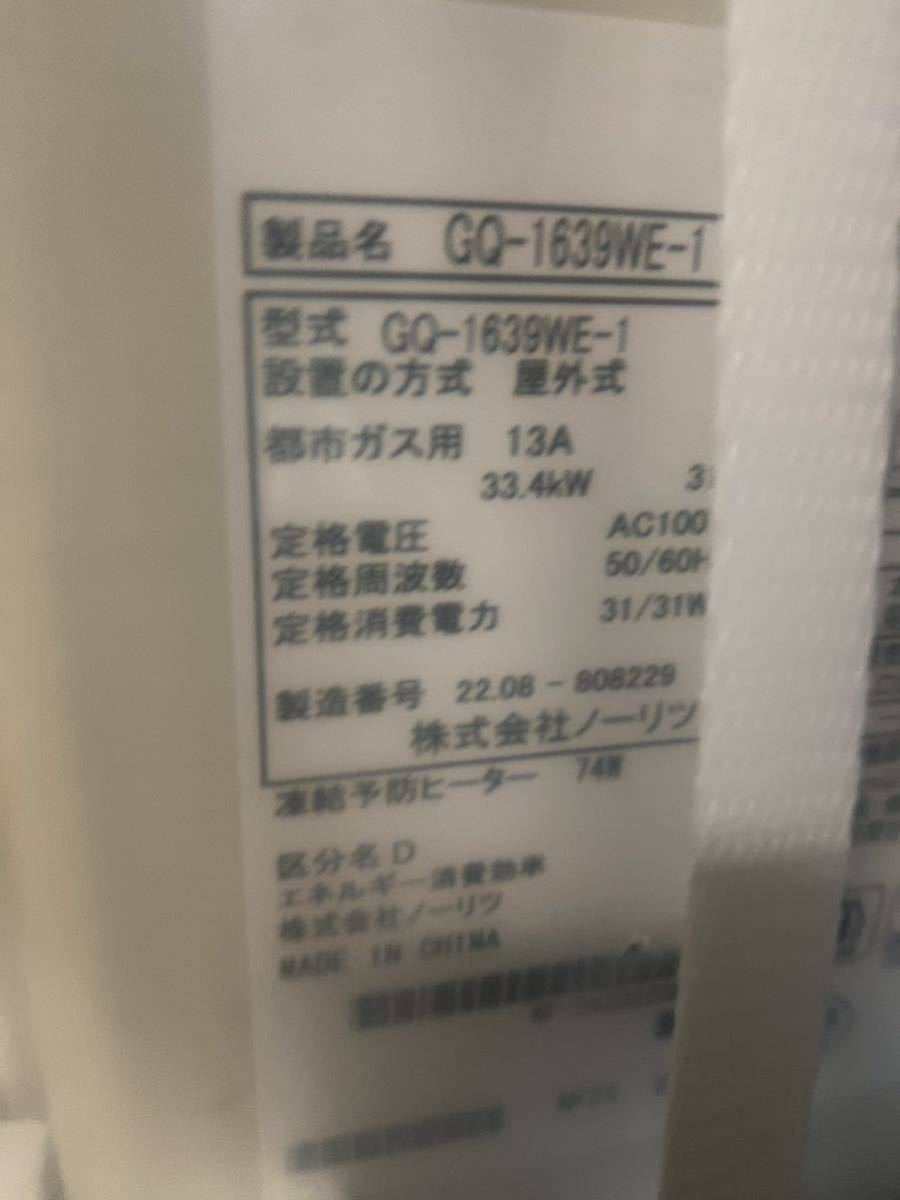 製品名 GQ-1639WE-1
型式 GQ-1639WE-1
設置の方式 屋外式
都市ガス用 13A
33.4kW
定格電圧 AC100
定格周波数 50/60H
定格消費電力 31/31W
製造番号 22.08-808229
株式会社ノーリツ
凍結予防ヒーター 74W
区分名 D
エネルギー消費効率
株式会社ノーリツ
MADE IN CHINA